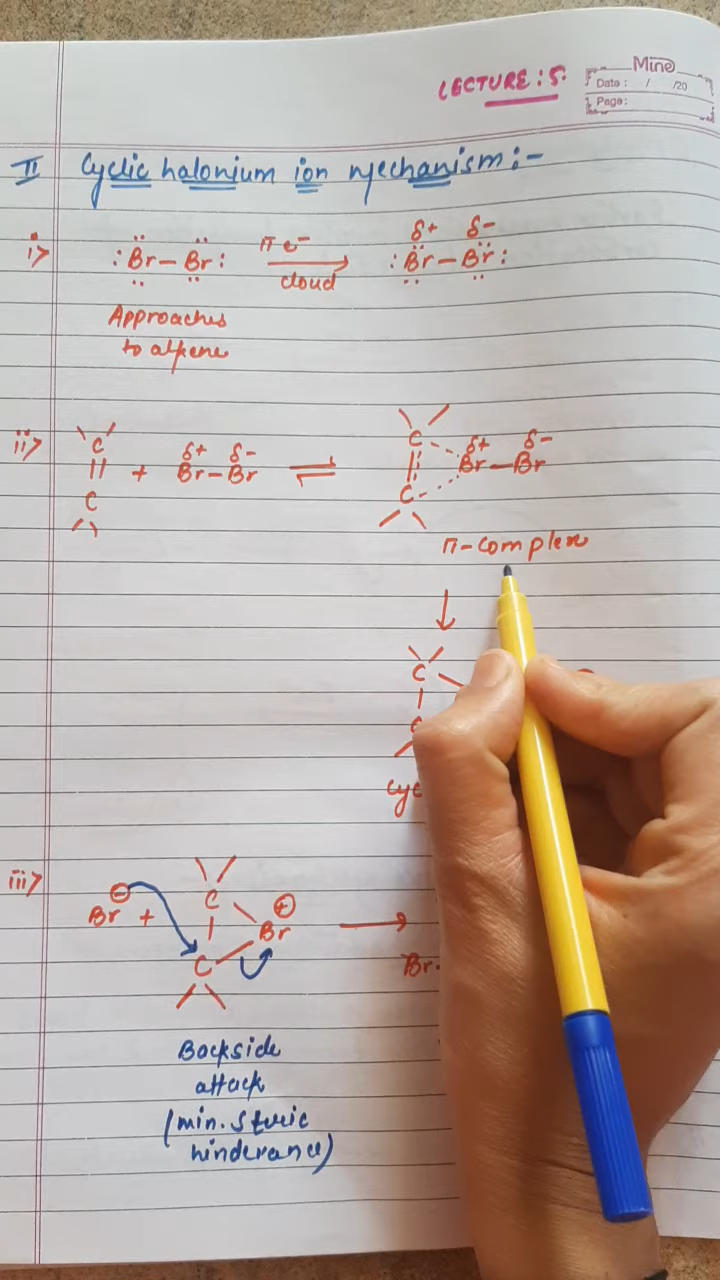 LECTURE: 5.
Mine
Date: / /20
Page:
II Cyclic halonium ion mechanism:-
i> :Br-Br: π e⁻ cloud → δ+ δ- :Br-Br:
Approaches
to alkene
ii> C=C + δ+ δ- Br-Br ⇌ C C δ+ δ- Br-Br
π-complex
↓
C
C
iii> Br⊖ + C C Br⊕ → Br
Backside
attack
(min. steric
hinderance)